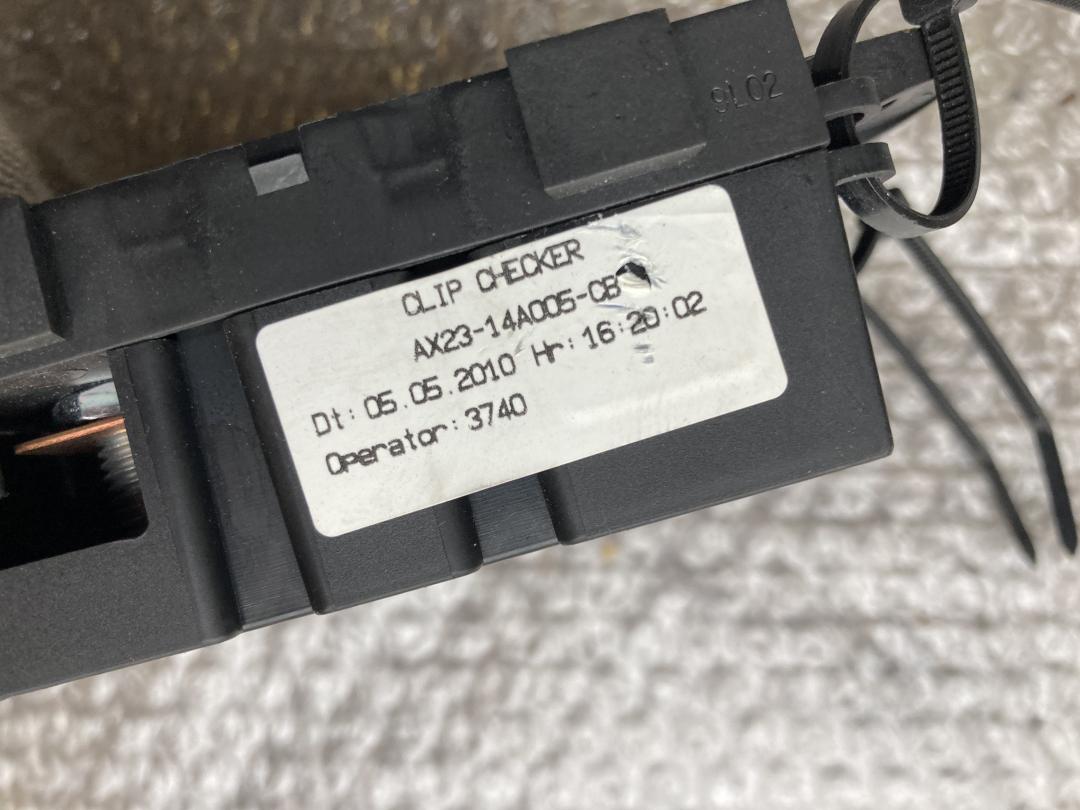 9L02
CLIP CHECKER
AX23-14A005-CB
Dt: 05.05.2010 Hr: 16:20:02
Operator: 3740